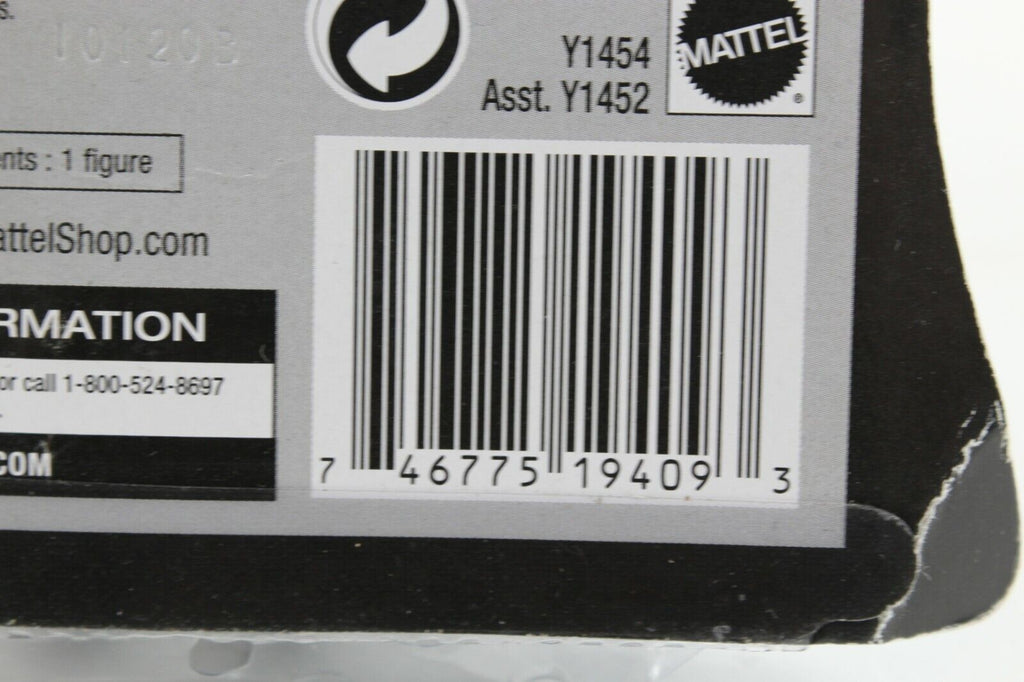 s.
Y1454
Asst. Y1452
MATTEL
®
nts : 1 figure
attelShop.com
RMATION
or call 1-800-524-8697
.COM
7 46775 19409 3